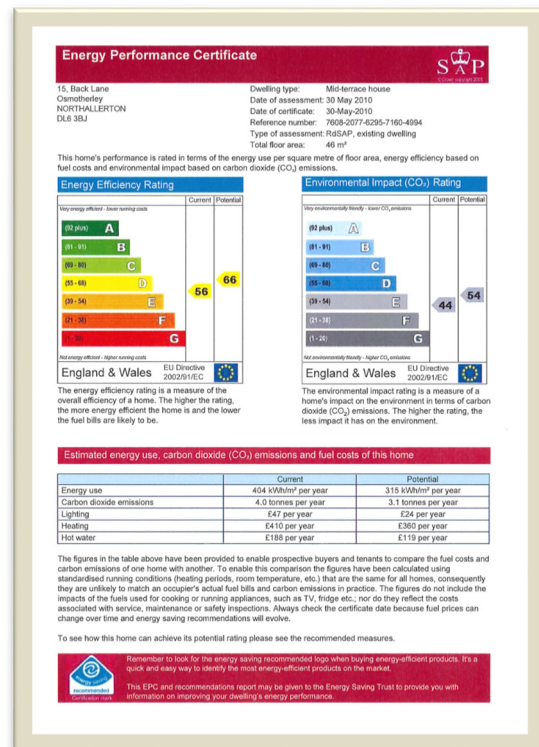 Energy Performance Certificate
SAP
15, Back Lane
Osmotherley
NORTHALLERTON
DL6 3BJ
Dwelling type: Mid-terrace house
Date of assessment: 30 May 2010
Date of certificate: 30-May-2010
Reference number: 7608-2077-6295-7160-4994
Type of assessment: RdSAP, existing dwelling
Total floor area: 46 m²
This home's performance is rated in terms of the energy use per square metre of floor area, energy efficiency based on
fuel costs and environmental impact based on carbon dioxide (CO₂) emissions.
Energy Efficiency Rating
Current Potential
Very energy efficient - lower running costs
(92 plus) A
(81 - 91) B
(69 - 80) C
(55 - 68) D
(39 - 54) E
(21 - 38) F
(1 - 20) G
56
66
Not energy efficient - higher running costs
England & Wales
EU Directive
2002/91/EC
The energy efficiency rating is a measure of the
overall efficiency of a home. The higher the rating,
the more energy efficient the home is and the lower
the fuel bills are likely to be.
Environmental Impact (CO₂) Rating
Current Potential
Very environmentally friendly - lower CO₂ emissions
(92 plus) A
(81 - 91) B
(69 - 80) C
(55 - 68) D
(39 - 54) E
(21 - 38) F
(1 - 20) G
44
54
Not environmentally friendly - higher CO₂ emissions
England & Wales
EU Directive
2002/91/EC
The environmental impact rating is a measure of a
home's impact on the environment in terms of carbon
dioxide (CO₂) emissions. The higher the rating, the
less impact it has on the environment.
Estimated energy use, carbon dioxide (CO₂) emissions and fuel costs of this home
Current Potential
Energy use 404 kWh/m² per year 315 kWh/m² per year
Carbon dioxide emissions 4.0 tonnes per year 3.1 tonnes per year
Lighting £47 per year £24 per year
Heating £410 per year £360 per year
Hot water £188 per year £119 per year
The figures in the table above have been provided to enable prospective buyers and tenants to compare the fuel costs and
carbon emissions of one home with another. To enable this comparison the figures have been calculated using
standardised running conditions (heating periods, room temperature, etc.) that are the same for all homes, consequently
they are unlikely to match an occupier's actual fuel bills and carbon emissions in practice. The figures do not include the
impacts of the fuels used for cooking or running appliances, such as TV, fridge etc.; nor do they reflect the costs
associated with service, maintenance or safety inspections. Always check the certificate date because fuel prices can
change over time and energy saving recommendations will evolve.
To see how this home can achieve its potential rating please see the recommended measures.
energy saving
recommended
Certification mark
Remember to look for the energy saving recommended logo when buying energy-efficient products. It's a
quick and easy way to identify the most energy-efficient products on the market.
This EPC and recommendations report may be given to the Energy Saving Trust to provide you with
information on improving your dwelling's energy performance.